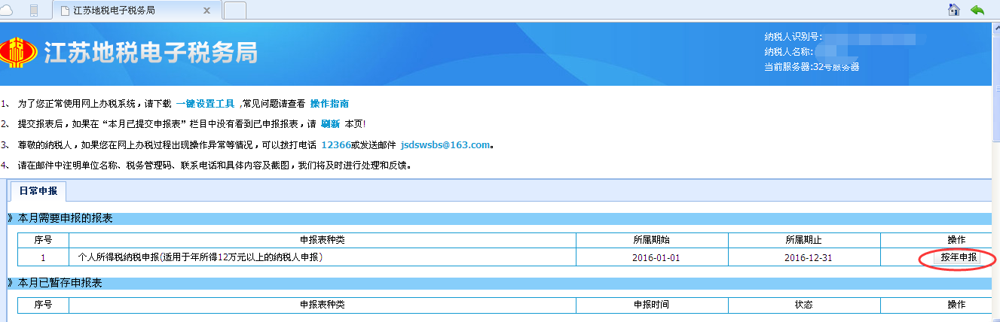 江苏地税电子税务局
税
江苏地税电子税务局
纳税人识别号:
纳税人名称:
当前服务器:32号服务器
1、 为了您正常使用网上办税系统，请下载 一键设置工具 ,常见问题请查看 操作指南
2、 提交报表后，如果在“本月已提交申报表”栏目中没有看到已申报报表，请 刷新 本页!
3、 尊敬的纳税人，如果您在网上办税过程出现操作异常等情况，可以拨打电话 12366或发送邮件 jsdswsbs@163.com。
4、 请在邮件中注明单位名称、税务管理码、联系电话和具体内容及截图，我们将及时进行处理和反馈。
日常申报
》本月需要申报的报表
序号 申报表种类 所属期始 所属期止 操作
1 个人所得税纳税申报(适用于年所得12万元以上的纳税人申报) 2016-01-01 2016-12-31 按年申报
》本月已暂存申报表
序号 申报表种类 申报时间 状态 操作